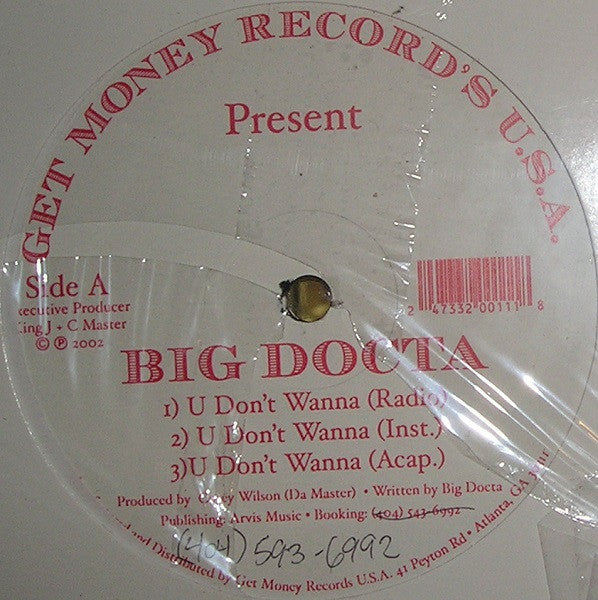 GET MONEY RECORD'S U.S.A.
Present
Side A
Executive Producer
King J + C Master
© ℗ 2002
2 47332 00111 8
BIG DOCTA
1) U Don't Wanna (Radio)
2) U Don't Wanna (Inst.)
3)U Don't Wanna (Acap.)
Produced by Wilson (Da Master) • Written by Big Docta
Publishing: Arvis Music • Booking: (404) 543-6992
(404) 593-6992
and Distributed by Get Money Records U.S.A. 41 Peyton Rd • Atlanta, GA